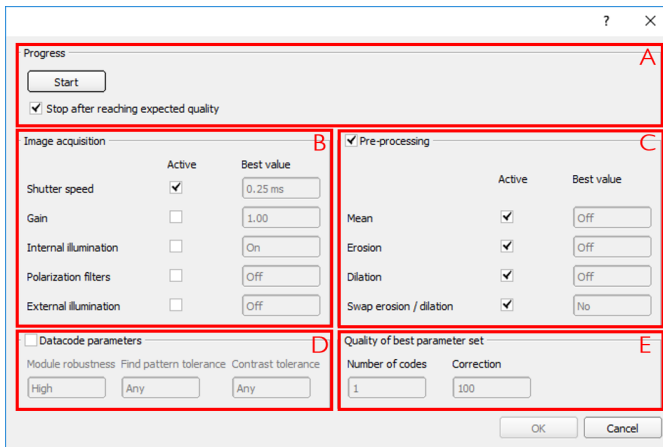 ?
Progress
A
Start
Stop after reaching expected quality
Image acquisition
B
Active Best value
Shutter speed 0.25 ms
Gain 1.00
Internal illumination On
Polarization filters Off
External illumination Off
Pre-processing
C
Active Best value
Mean Off
Erosion Off
Dilation Off
Swap erosion / dilation No
Datacode parameters
D
Module robustness Find pattern tolerance Contrast tolerance
High Any Any
Quality of best parameter set
E
Number of codes Correction
1 100
OK Cancel